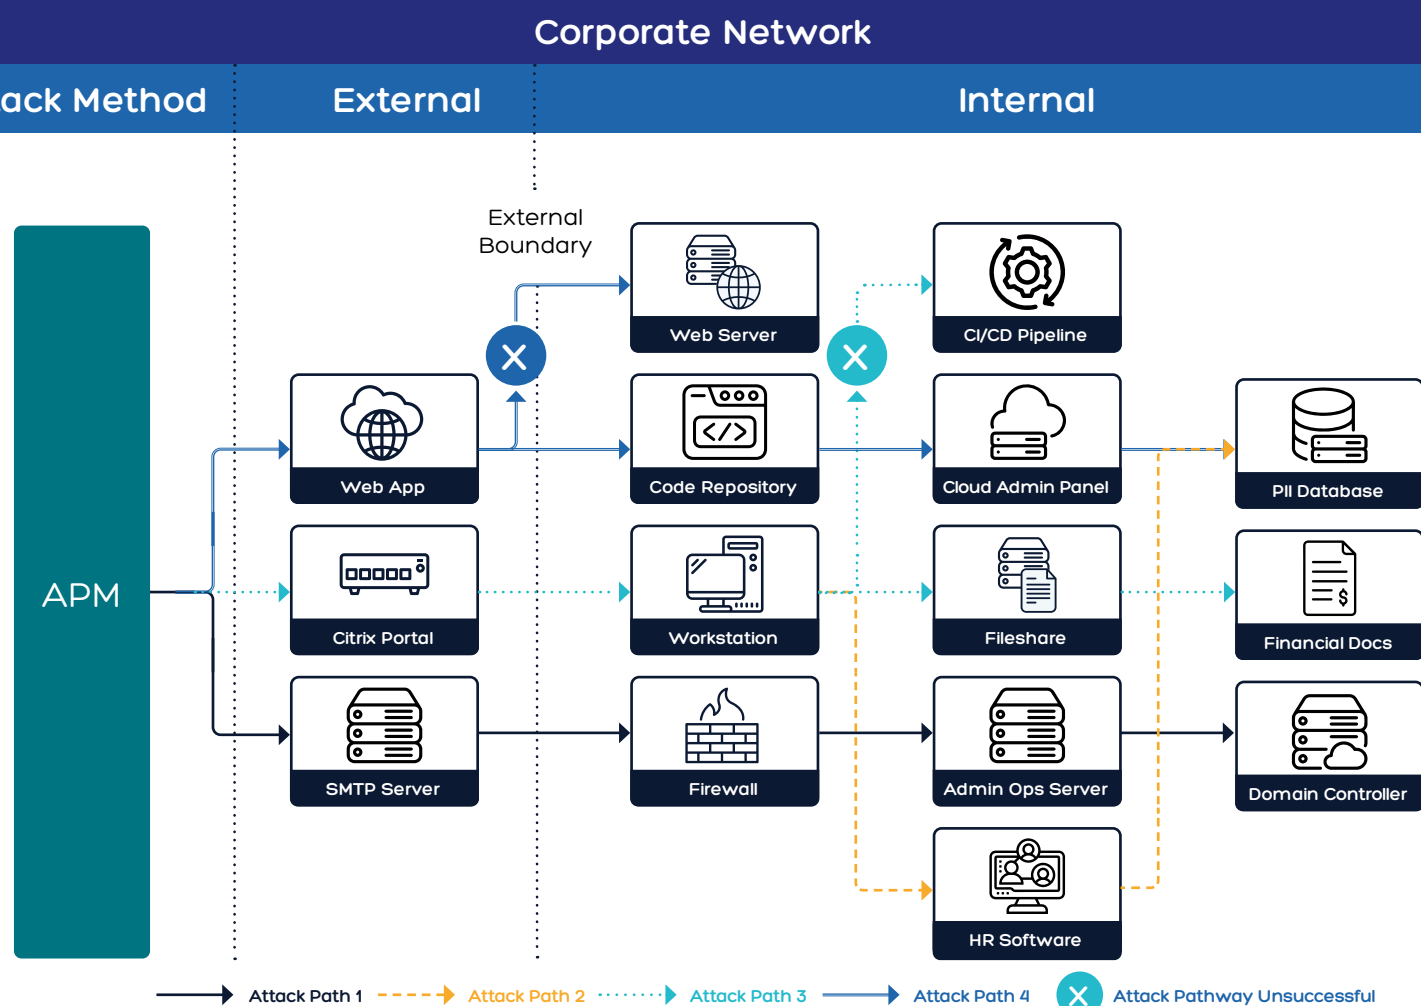 Corporate Network
ack Method
External
Internal
External
Boundary
APM
Web Server
CI/CD Pipeline
Web App
Code Repository
Cloud Admin Panel
PII Database
Citrix Portal
Workstation
Fileshare
Financial Docs
SMTP Server
Firewall
Admin Ops Server
Domain Controller
HR Software
Attack Path 1
Attack Path 2
Attack Path 3
Attack Path 4
Attack Pathway Unsuccessful